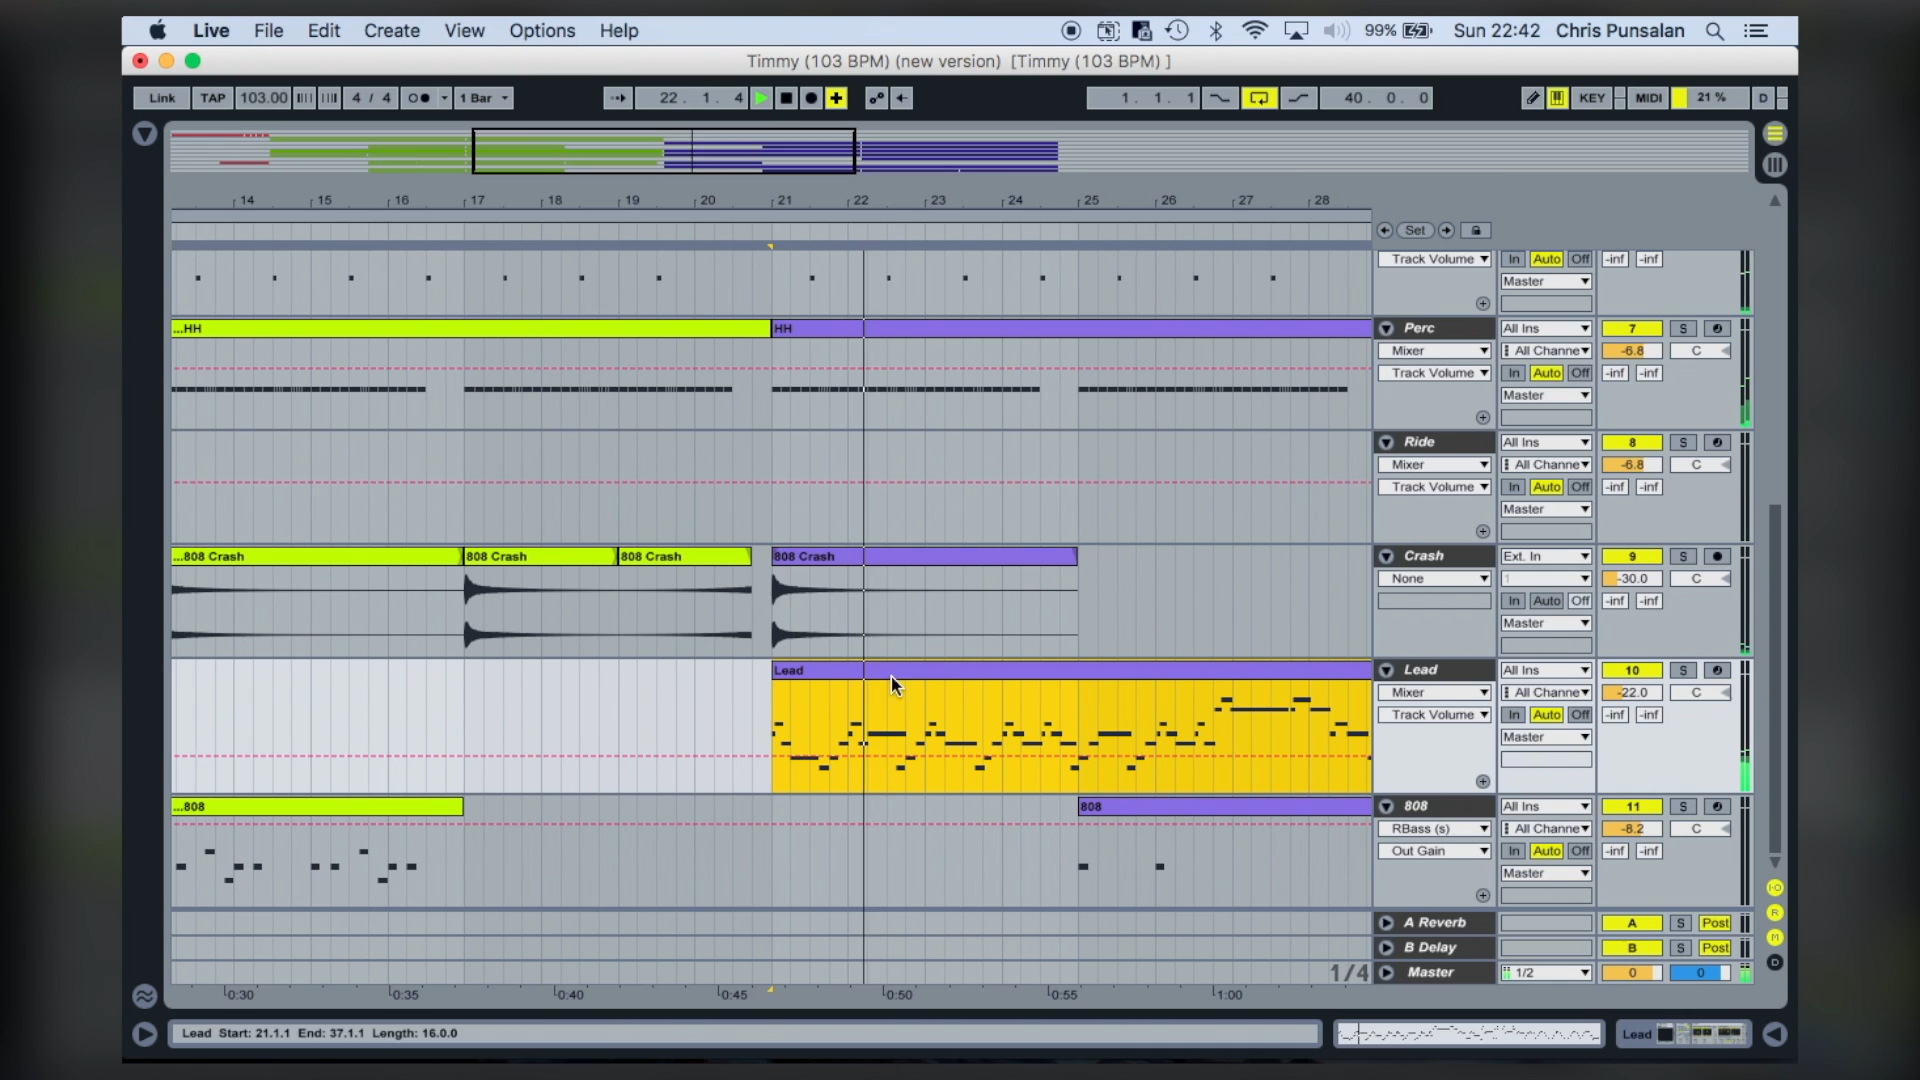 Live File Edit Create View Options Help 99% Sun 22:42 Chris Punsalan
Timmy (103 BPM) (new version) [Timmy (103 BPM) ]
Link TAP 103.00 4 / 4 1 Bar 22 . 1 . 4 1 . 1 . 1 40 . 0 . 0 KEY MIDI 21 % D
14 15 16 17 18 19 20 21 22 23 24 25 26 27 28
Set
Track Volume In Auto Off -inf -inf
Master
...HH HH Perc All Ins 7 S
Mixer All Channe -6.8 C
Track Volume In Auto Off -inf -inf
Master
Ride All Ins 8 S
Mixer All Channe -6.8 C
Track Volume In Auto Off -inf -inf
Master
...808 Crash 808 Crash 808 Crash 808 Crash Crash Ext. In 9 S
None 1 -30.0 C
In Auto Off -inf -inf
Master
Lead Lead All Ins 10 S
Mixer All Channe -22.0 C
Track Volume In Auto Off -inf -inf
Master
...808 808 808 All Ins 11 S
RBass (s) All Channe -8.2 C
Out Gain In Auto Off -inf -inf
Master
A Reverb A S Post
B Delay B S Post
1/4 Master 1/2 0 0
0:30 0:35 0:40 0:45 0:50 0:55 1:00
Lead Start: 21.1.1 End: 37.1.1 Length: 16.0.0 Lead